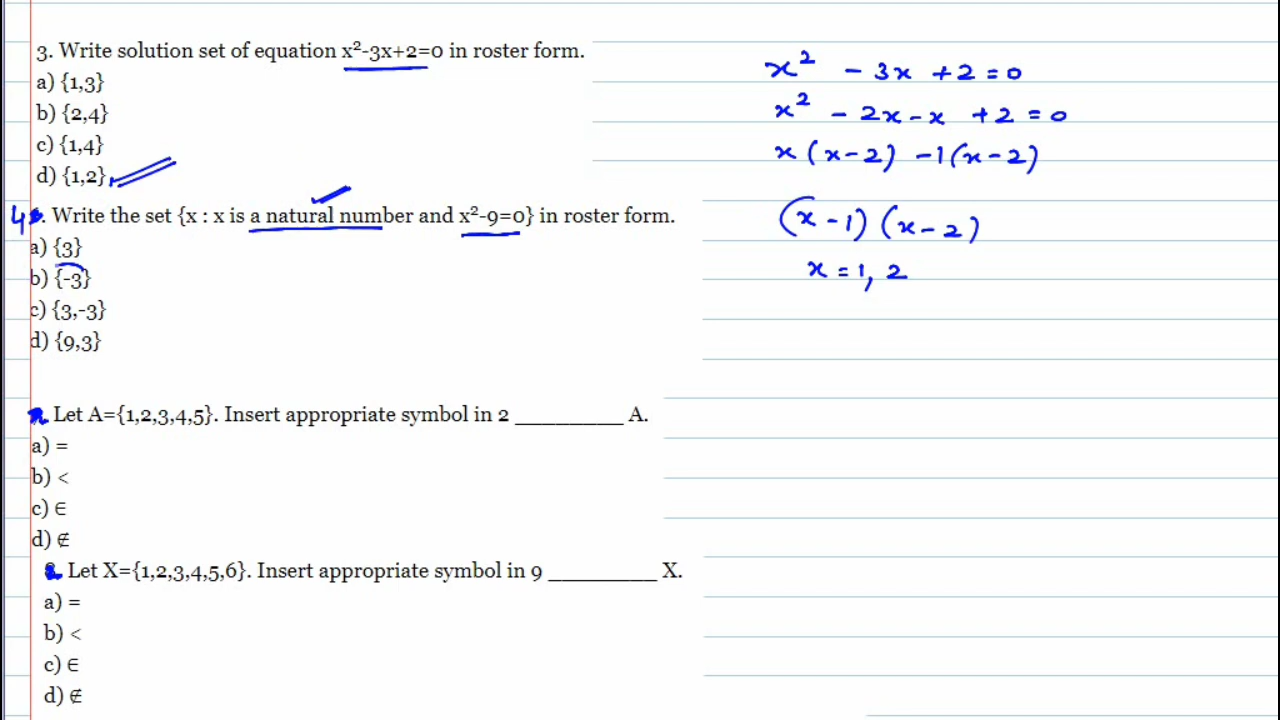 3. Write solution set of equation x²-3x+2=0 in roster form.
a) {1,3}
b) {2,4}
c) {1,4}
d) {1,2}
4. Write the set {x : x is a natural number and x²-9=0} in roster form.
a) {3}
b) {-3}
c) {3,-3}
d) {9,3}
Let A={1,2,3,4,5}. Insert appropriate symbol in 2 _________ A.
a) =
b) <
c) ∈
d) ∉
Let X={1,2,3,4,5,6}. Insert appropriate symbol in 9 _________ X.
a) =
b) <
c) ∈
d) ∉
x² - 3x + 2 = 0
x² - 2x - x + 2 = 0
x (x-2) -1 (x-2)
(x-1) (x-2)
x = 1, 2